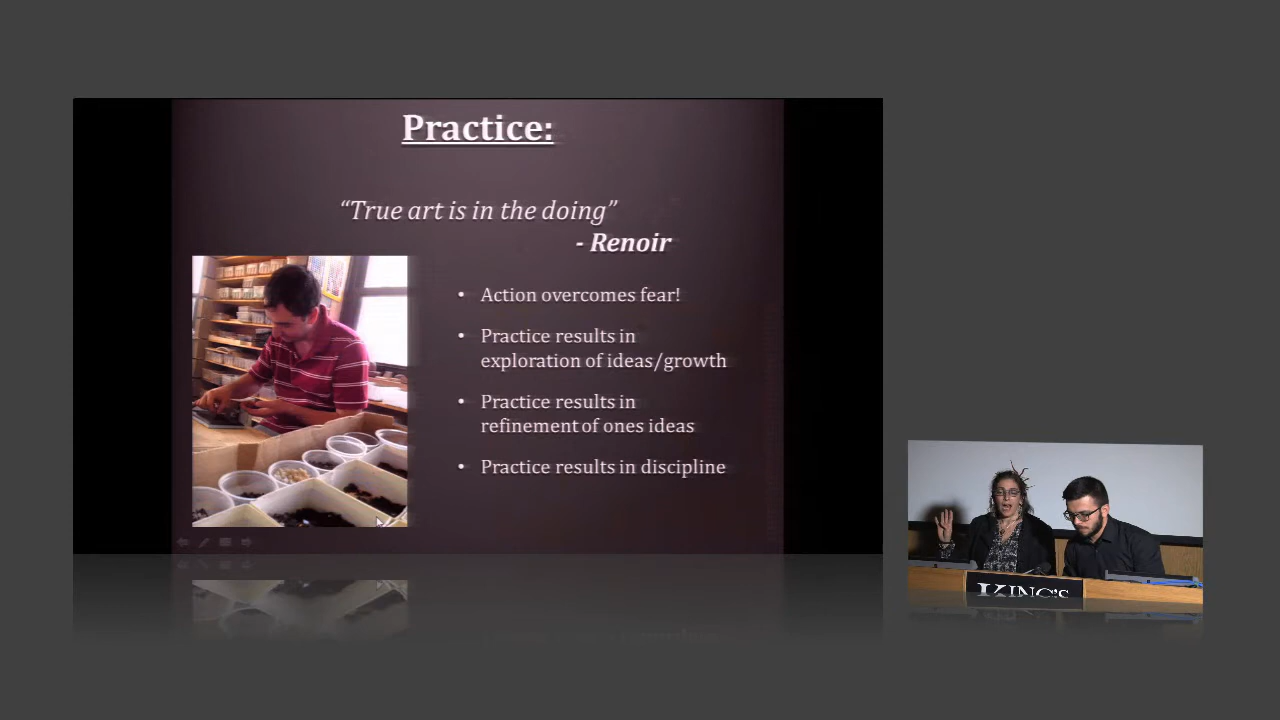 Practice:
“True art is in the doing”
- Renoir
• Action overcomes fear!
• Practice results in
exploration of ideas/growth
• Practice results in
refinement of ones ideas
• Practice results in discipline
KING'S